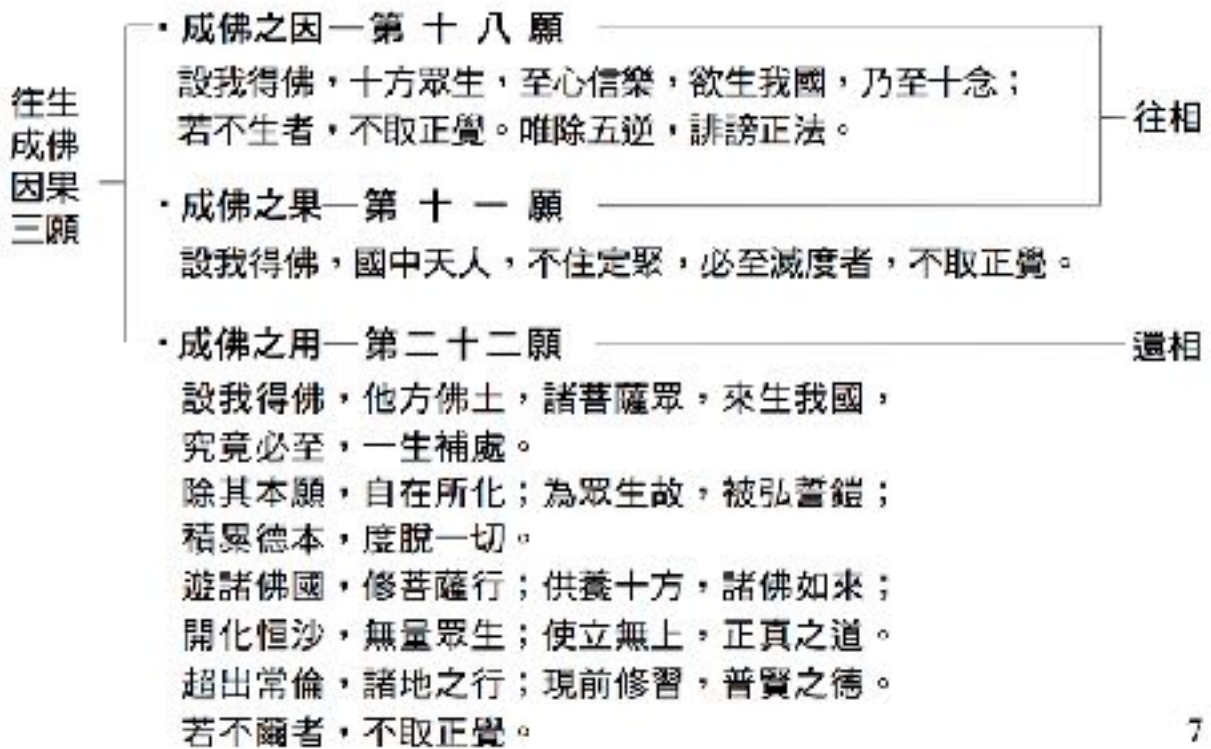 往生
成佛
因果
三願
・成佛之因—第十八願
設我得佛，十方眾生，至心信樂，欲生我國，乃至十念；
若不生者，不取正覺。唯除五逆，誹謗正法。
往相
・成佛之果—第十一願
設我得佛，國中天人，不住定聚，必至滅度者，不取正覺。
・成佛之用—第二十二願
還相
設我得佛，他方佛土，諸菩薩眾，來生我國，
究竟必至，一生補處。
除其本願，自在所化；為眾生故，被弘誓鎧；
積累德本，度脫一切。
遊諸佛國，修菩薩行；供養十方，諸佛如來；
開化恒沙，無量眾生；使立無上，正真之道。
超出常倫，諸地之行；現前修習，普賢之德。
若不爾者，不取正覺。
7